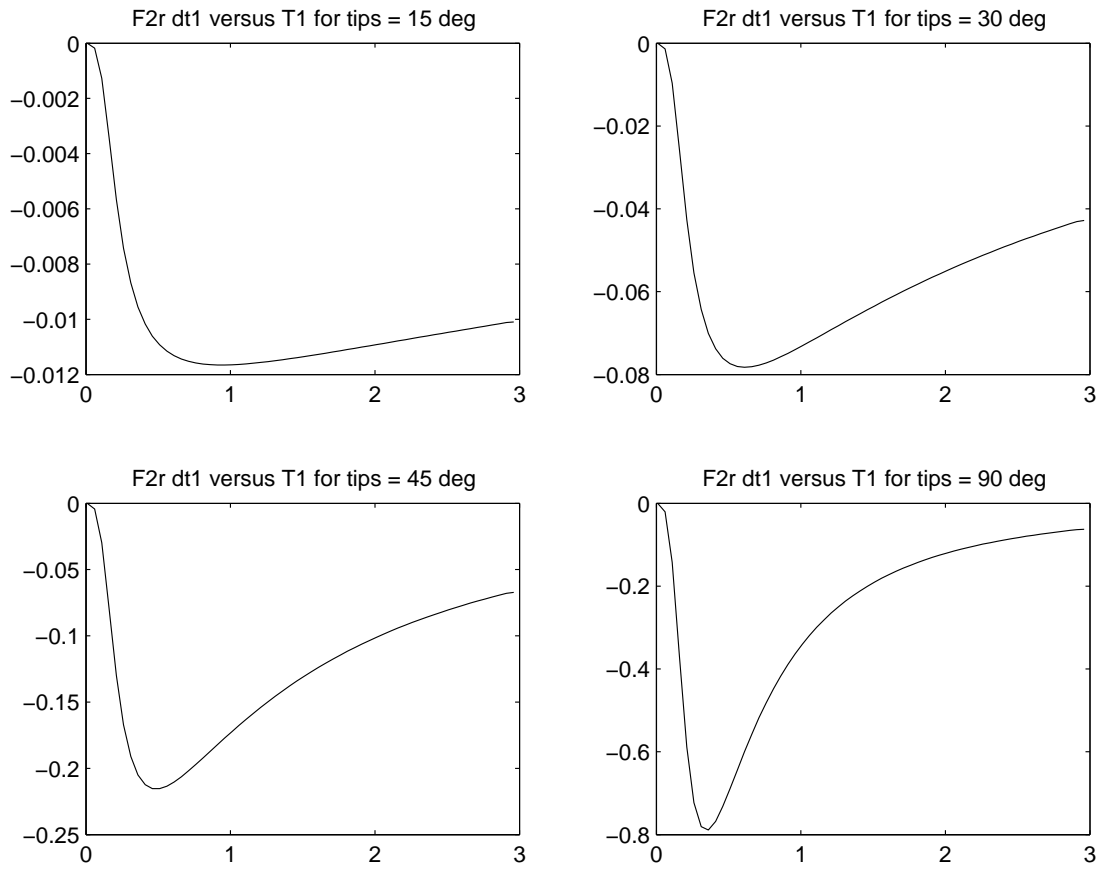 F2r dt1 versus T1 for tips = 15 deg
0
−0.002
−0.004
−0.006
−0.008
−0.01
−0.012
0 1 2 3
F2r dt1 versus T1 for tips = 30 deg
0
−0.02
−0.04
−0.06
−0.08
0 1 2 3
F2r dt1 versus T1 for tips = 45 deg
0
−0.05
−0.1
−0.15
−0.2
−0.25
0 1 2 3
F2r dt1 versus T1 for tips = 90 deg
0
−0.2
−0.4
−0.6
−0.8
0 1 2 3